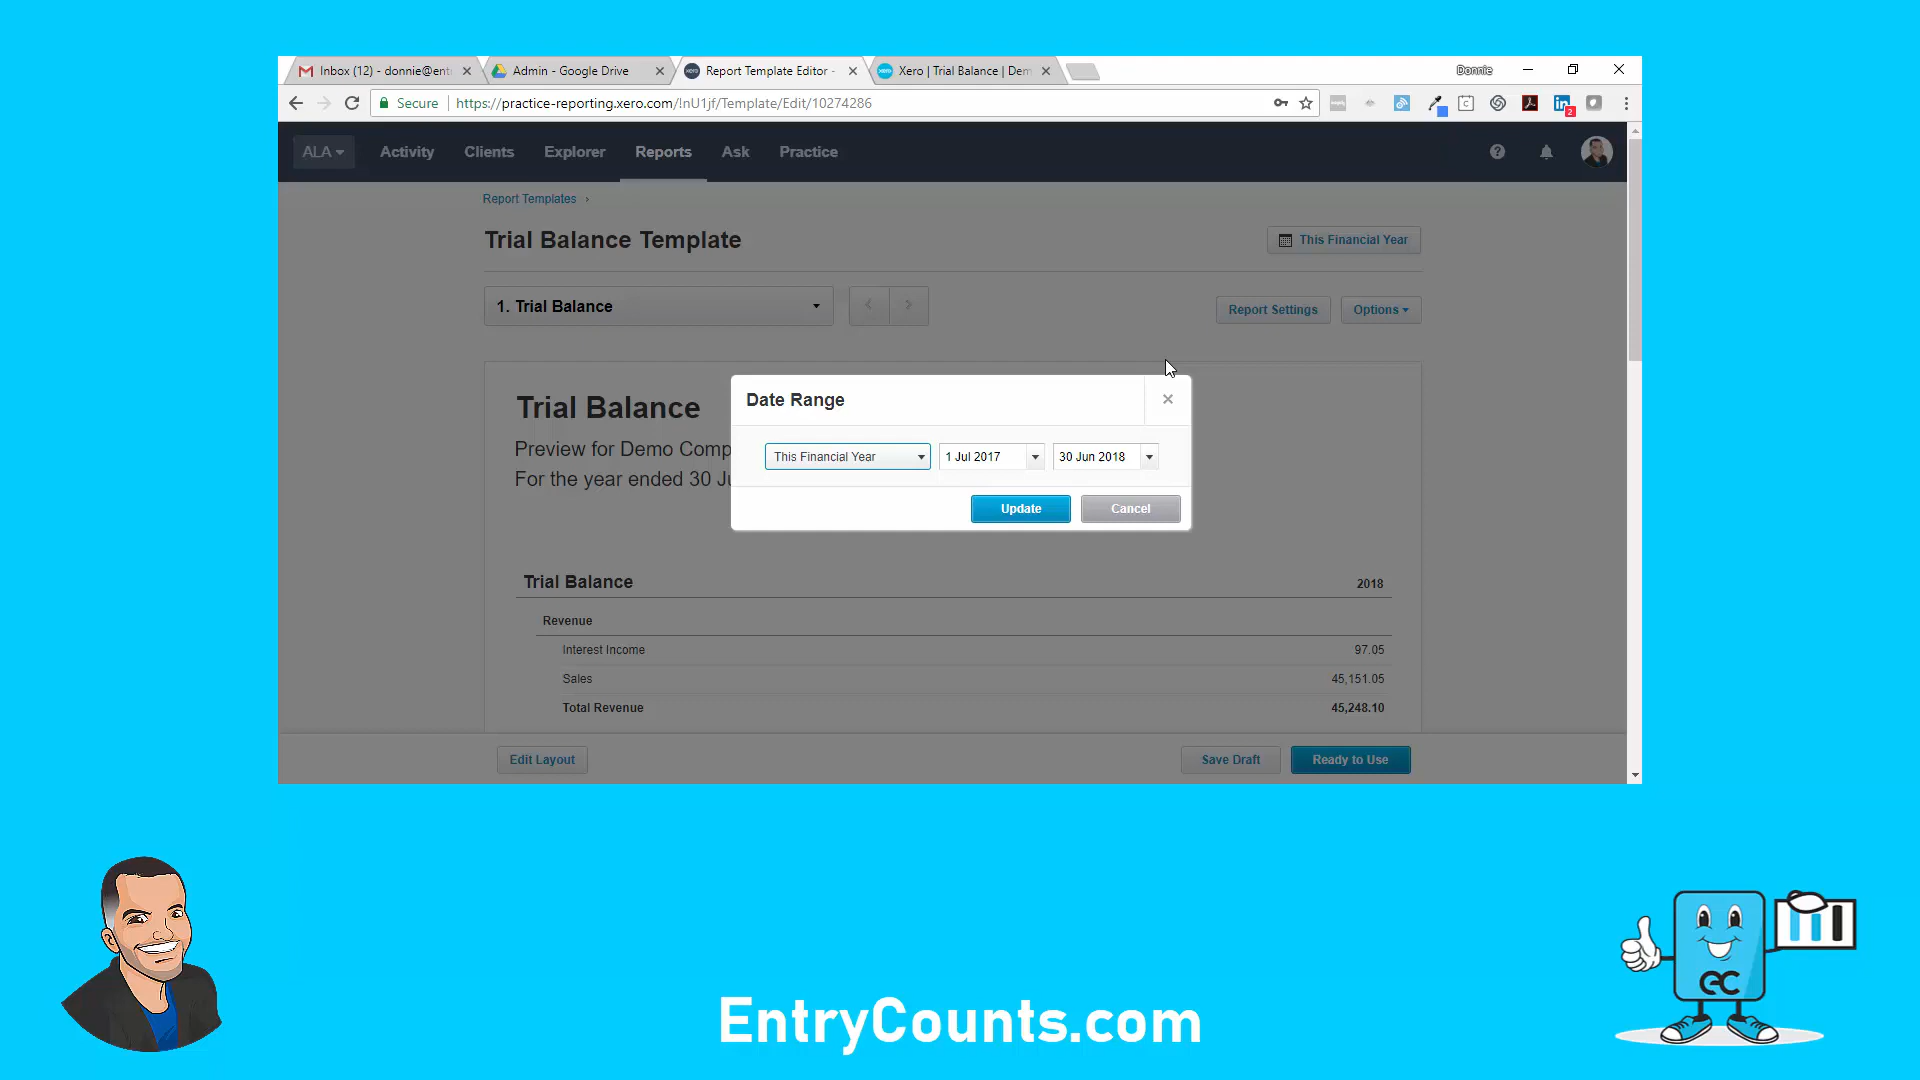 Inbox (12) - donnie@ent
Admin - Google Drive
Report Template Editor -
Xero | Trial Balance | Dem
Donnie
Secure
https://practice-reporting.xero.com/!nU1jf/Template/Edit/10274286
2
ALA
Activity
Clients
Explorer
Reports
Ask
Practice
Report Templates
Trial Balance Template
This Financial Year
1. Trial Balance
Report Settings
Options
Trial Balance
Preview for Demo Comp
For the year ended 30 Ju
Date Range
This Financial Year
1 Jul 2017
30 Jun 2018
Update
Cancel
Trial Balance 2018
Revenue
Interest Income 97.05
Sales 45,151.05
Total Revenue 45,248.10
Edit Layout
Save Draft
Ready to Use
ec
EntryCounts.com